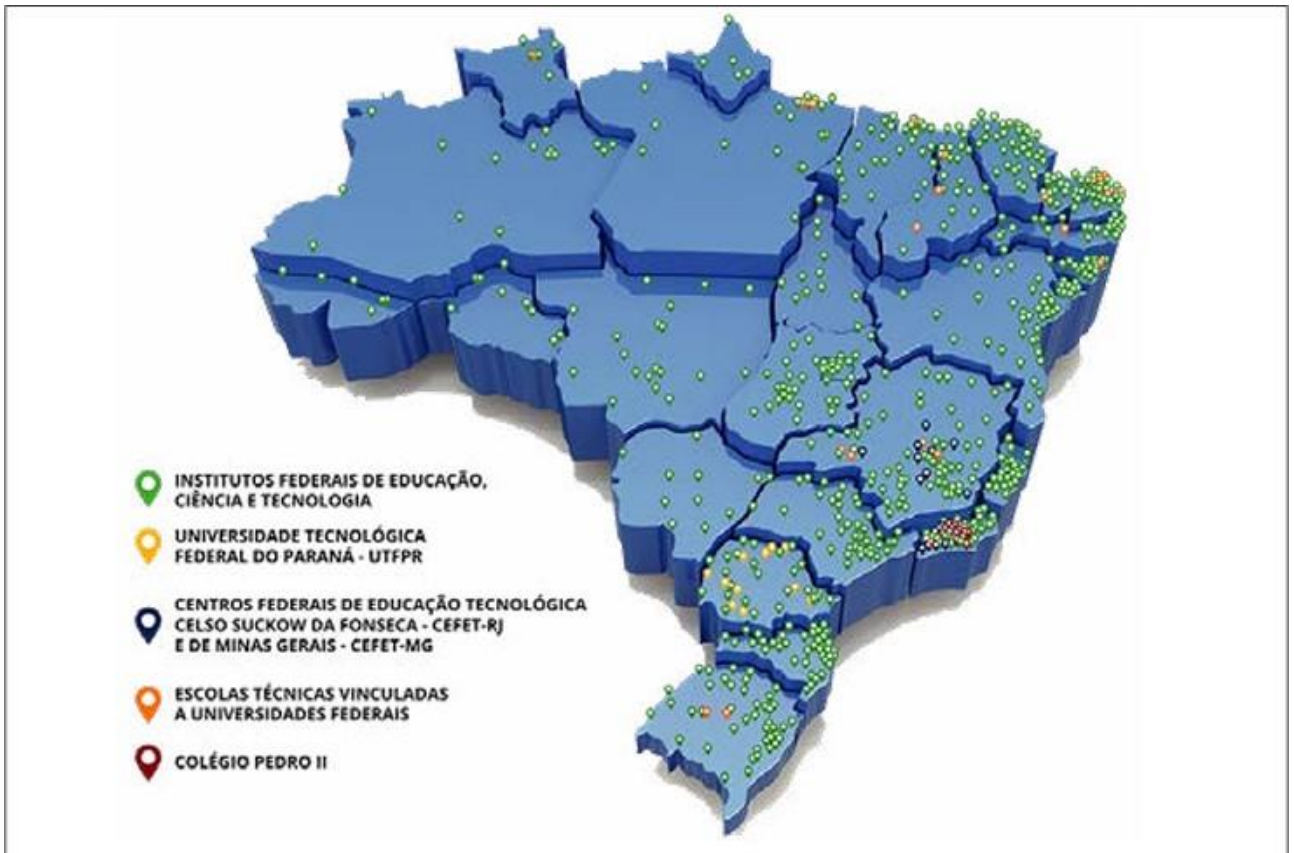 INSTITUTOS FEDERAIS DE EDUCAÇÃO,
CIÊNCIA E TECNOLOGIA
UNIVERSIDADE TECNOLÓGICA
FEDERAL DO PARANÁ - UTFPR
CENTROS FEDERAIS DE EDUCAÇÃO TECNOLÓGICA
CELSO SUCKOW DA FONSECA - CEFET-RJ
E DE MINAS GERAIS - CEFET-MG
ESCOLAS TÉCNICAS VINCULADAS
A UNIVERSIDADES FEDERAIS
COLÉGIO PEDRO II